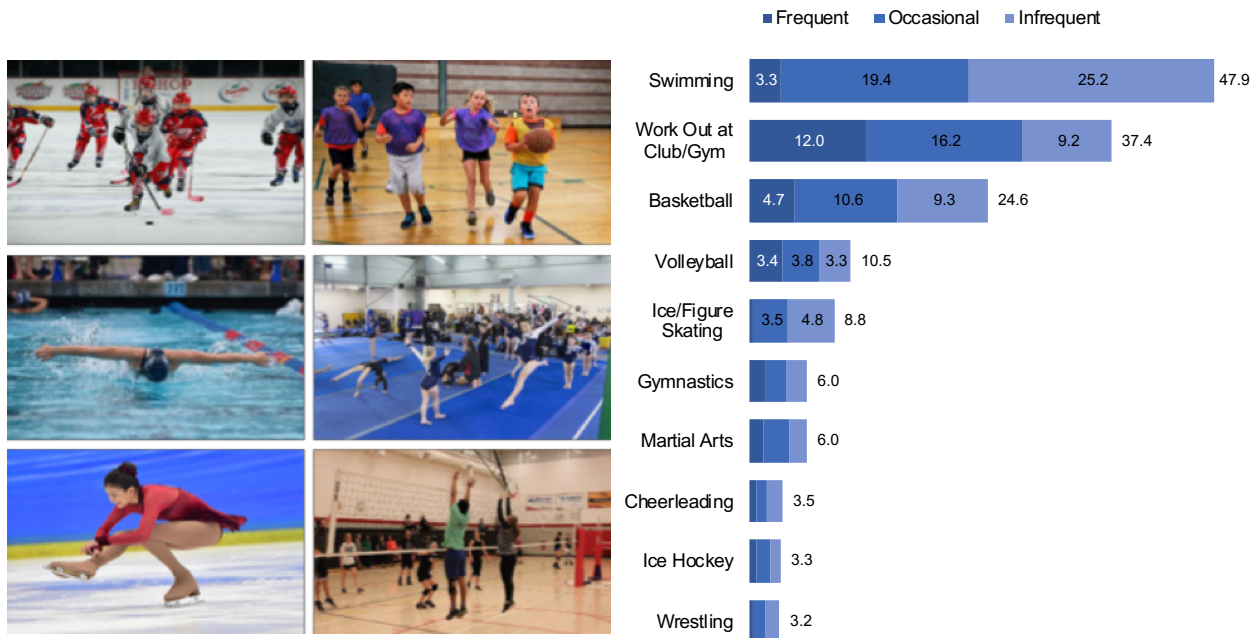 Frequent Occasional Infrequent
Swimming 3.3 19.4 25.2 47.9
Work Out at
Club/Gym 12.0 16.2 9.2 37.4
Basketball 4.7 10.6 9.3 24.6
Volleyball 3.4 3.8 3.3 10.5
Ice/Figure
Skating 3.5 4.8 8.8
Gymnastics 6.0
Martial Arts 6.0
Cheerleading 3.5
Ice Hockey 3.3
Wrestling 3.2